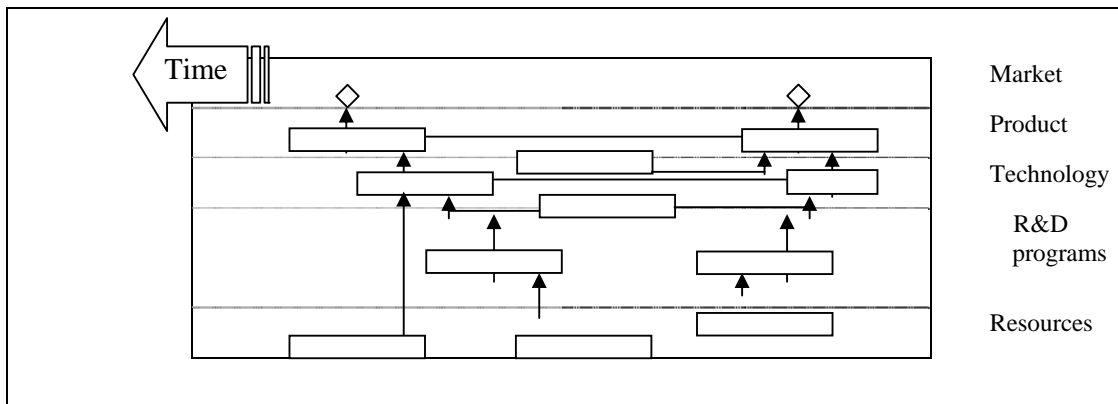 Time
Market
Product
Technology
R&D
programs
Resources